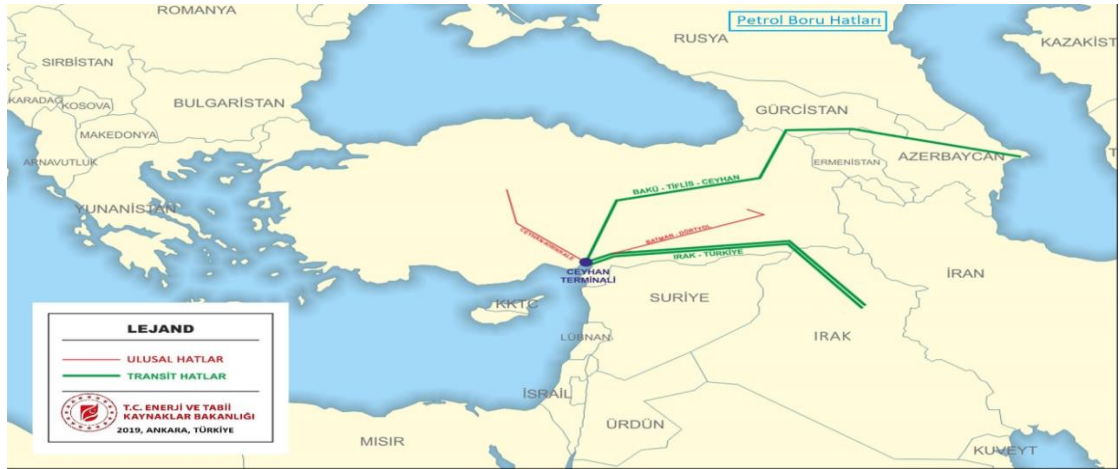 ROMANYA
Petrol Boru Hatları
RUSYA
KAZAKİST
SIRBİSTAN
KARADAĞ
KOSOVA
BULGARİSTAN
GÜRCİSTAN
MAKEDONYA
ARNAVUTLUK
ERMENİSTAN
AZERBAYCAN
BAKÜ - TİFLİS - CEYHAN
YUNANİSTAN
CEYHAN-KIRIKKALE
BATMAN - DÖRTYOL
IRAK - TÜRKİYE
CEYHAN
TERMİNALİ
İRAN
KKTC
SURİYE
LÜBNAN
IRAK
LEJAND
ULUSAL HATLAR
TRANSİT HATLAR
T.C. ENERJİ VE TABİİ
KAYNAKLAR BAKANLIĞI
2019, ANKARA, TÜRKİYE
İSRAİL
ÜRDÜN
MISIR
KUVEYT